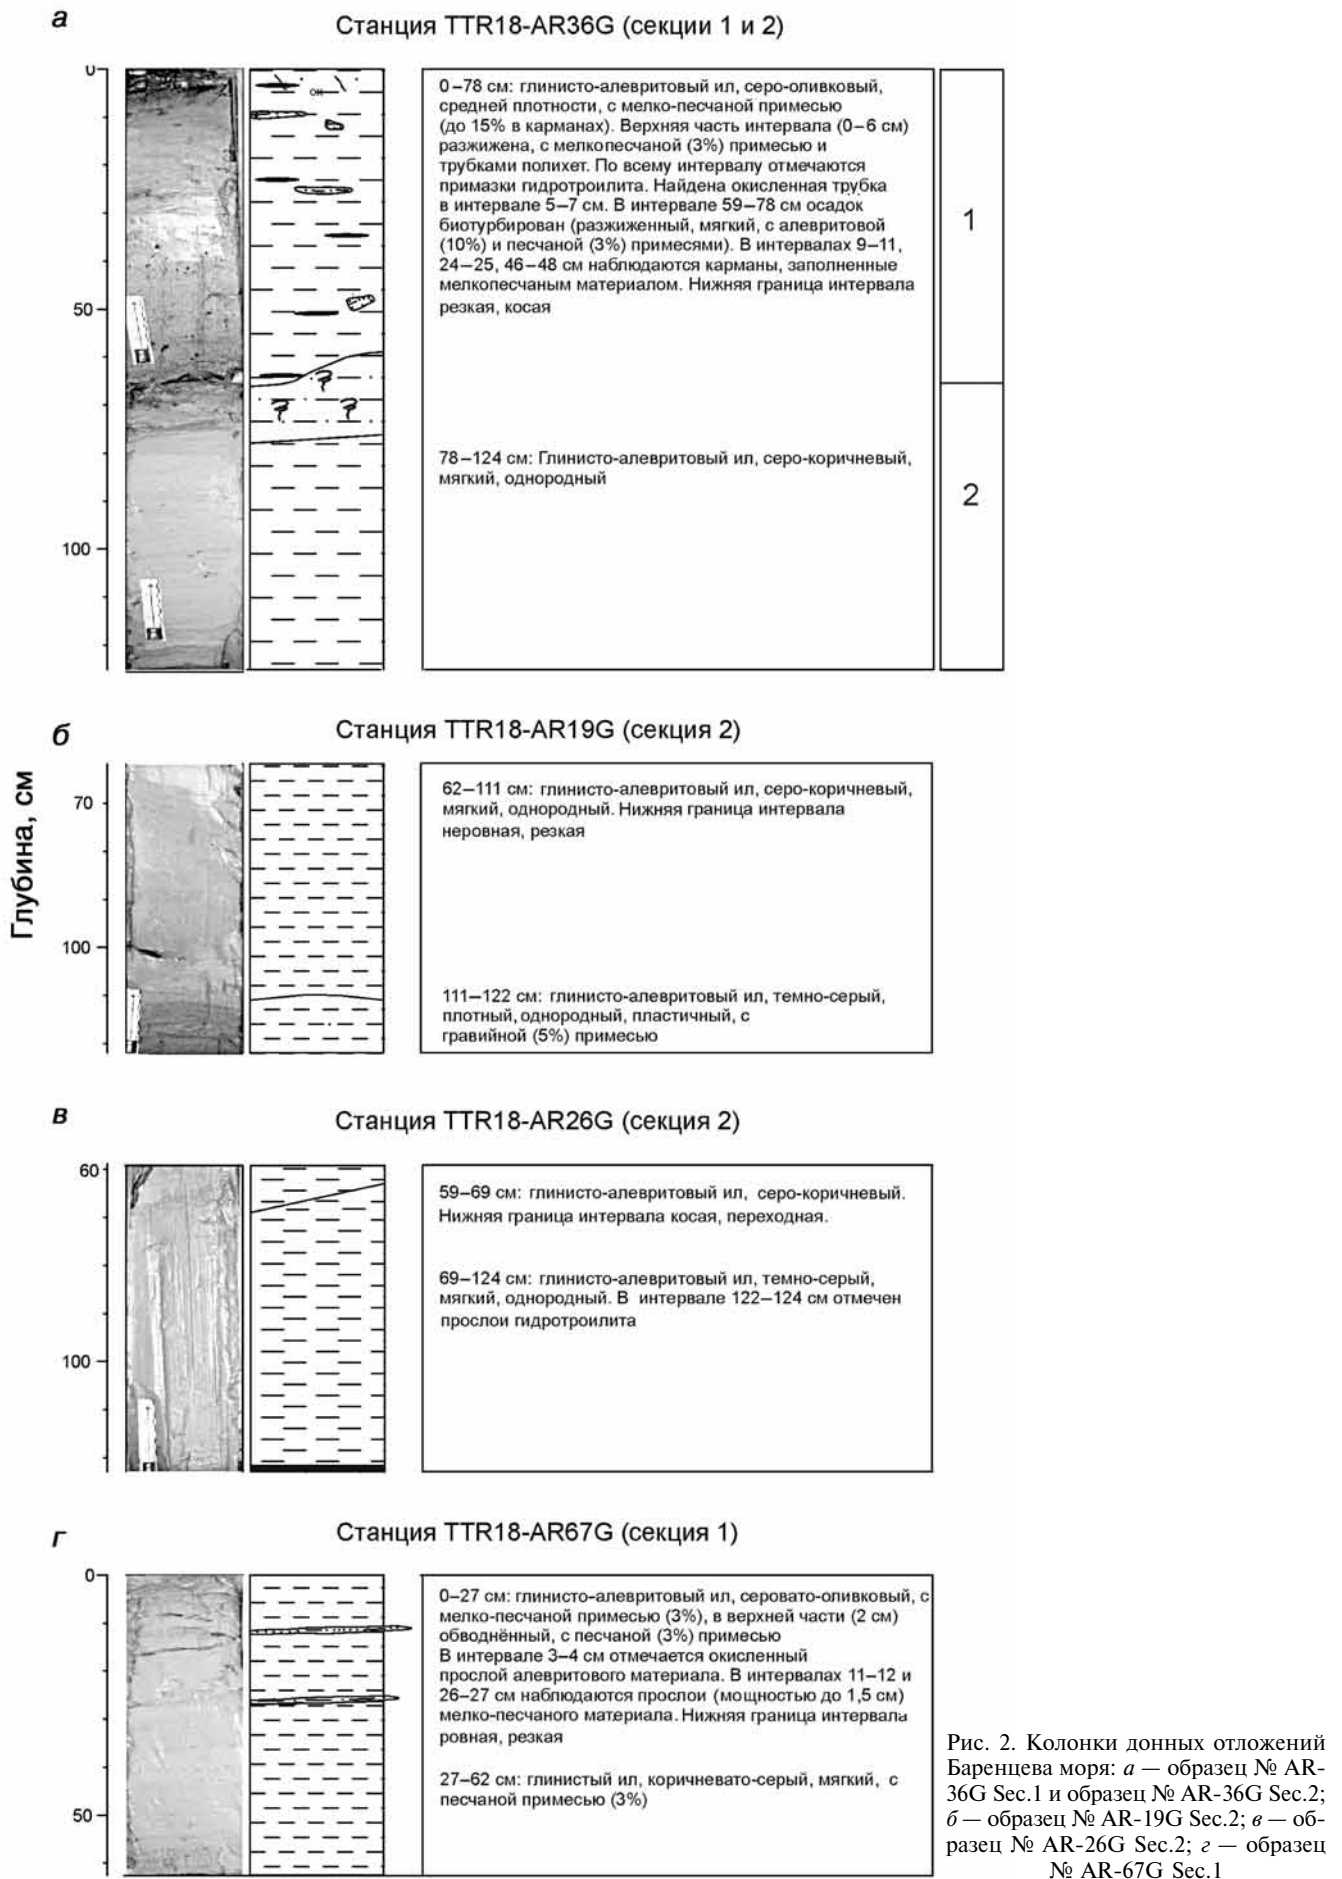 а
Станция TTR18-AR36G (секции 1 и 2)
0
50
100
ОН
0–78 см: глинисто-алевритовый ил, серо-оливковый,
средней плотности, с мелко-песчаной примесью
(до 15% в карманах). Верхняя часть интервала (0–6 см)
разжижена, с мелкопесчаной (3%) примесью и
трубками полихет. По всему интервалу отмечаются
примазки гидротроилита. Найдена окисленная трубка
в интервале 5–7 см. В интервале 59–78 см осадок
биотурбирован (разжиженный, мягкий, с алевритовой
(10%) и песчаной (3%) примесями). В интервалах 9–11,
24–25, 46–48 см наблюдаются карманы, заполненные
мелкопесчаным материалом. Нижняя граница интервала
резкая, косая
78–124 см: Глинисто-алевритовый ил, серо-коричневый,
мягкий, однородный
1
2
Глубина, см
б
Станция TTR18-AR19G (секция 2)
70
100
62–111 см: глинисто-алевритовый ил, серо-коричневый,
мягкий, однородный. Нижняя граница интервала
неровная, резкая
111–122 см: глинисто-алевритовый ил, темно-серый,
плотный, однородный, пластичный, с
гравийной (5%) примесью
в
Станция TTR18-AR26G (секция 2)
60
100
59–69 см: глинисто-алевритовый ил, серо-коричневый.
Нижняя граница интервала косая, переходная.
69–124 см: глинисто-алевритовый ил, темно-серый,
мягкий, однородный. В интервале 122–124 см отмечен
прослои гидротроилита
г
Станция TTR18-AR67G (секция 1)
0
50
0–27 см: глинисто-алевритовый ил, серовато-оливковый, с
мелко-песчаной примесью (3%), в верхней части (2 см)
обводнённый, с песчаной (3%) примесью
В интервале 3–4 см отмечается окисленный
прослой алевритового материала. В интервалах 11–12 и
26–27 см наблюдаются прослои (мощностью до 1,5 см)
мелко-песчаного материала. Нижняя граница интервала
ровная, резкая
27–62 см: глинистый ил, коричневато-серый, мягкий, с
песчаной примесью (3%)
Рис. 2. Колонки донных отложений
Баренцева моря: а — образец № AR-
36G Sec.1 и образец № AR-36G Sec.2;
б — образец № AR-19G Sec.2; в — об-
разец № AR-26G Sec.2; г — образец
№ AR-67G Sec.1